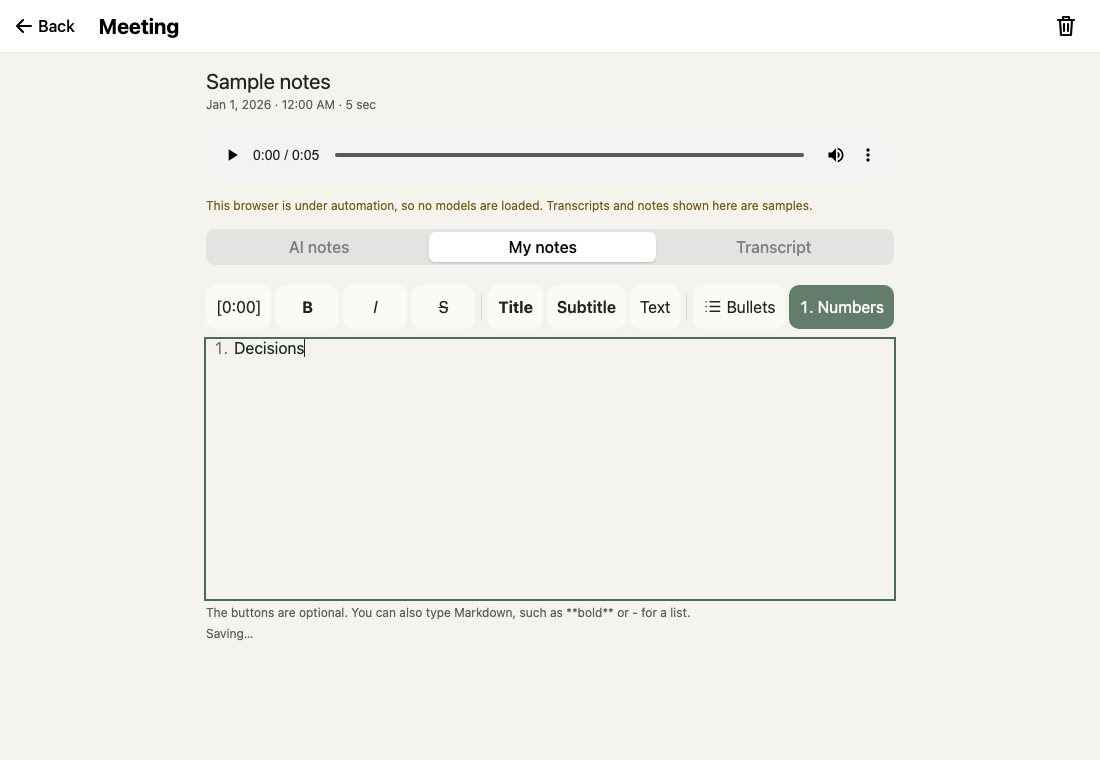 Back Meeting
Sample notes
Jan 1, 2026 · 12:00 AM · 5 sec
0:00 / 0:05
This browser is under automation, so no models are loaded. Transcripts and notes shown here are samples.
AI notes My notes Transcript
[0:00] B I S Title Subtitle Text Bullets 1. Numbers
1. Decisions
The buttons are optional. You can also type Markdown, such as **bold** or - for a list.
Saving...